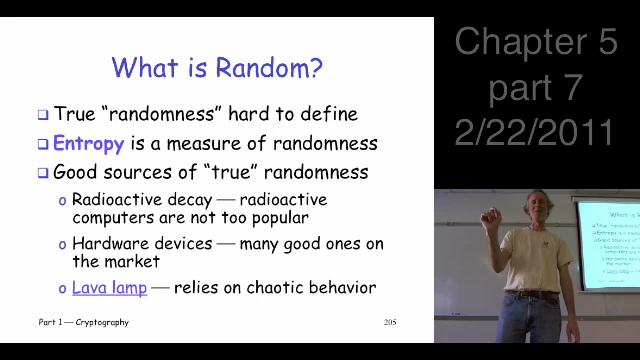 What is Random?
True “randomness” hard to define
Entropy is a measure of randomness
Good sources of “true” randomness
Radioactive decay — radioactive
computers are not too popular
Hardware devices — many good ones on
the market
Lava lamp — relies on chaotic behavior
Part 1 — Cryptography
205
Chapter 5
part 7
2/22/2011